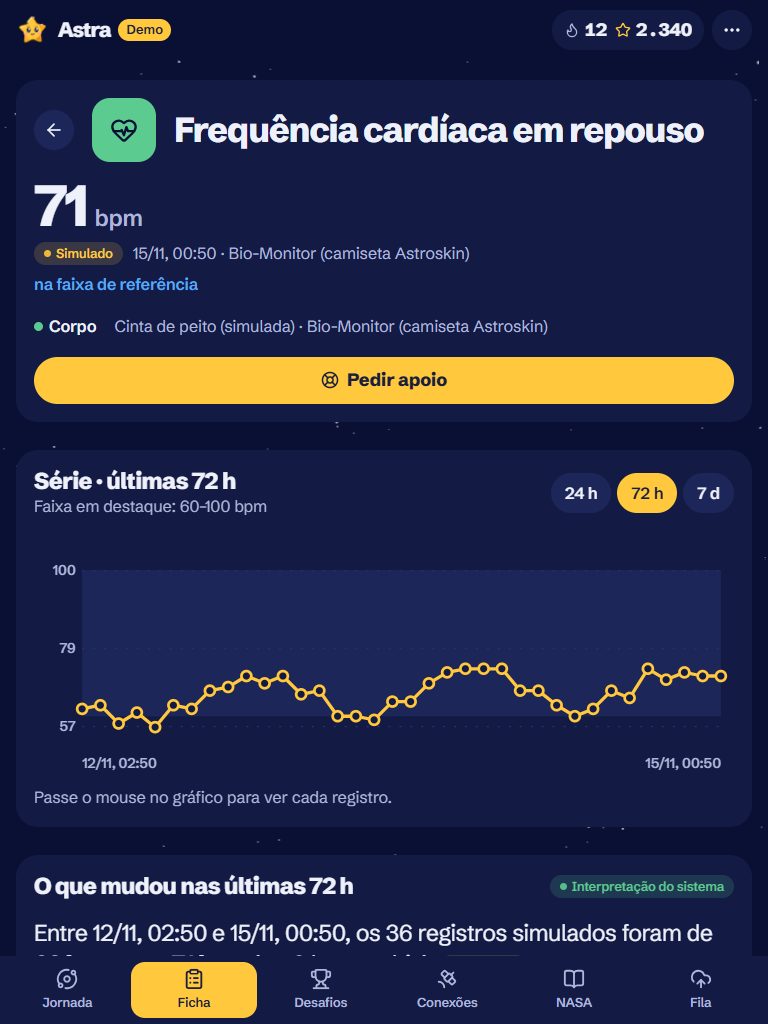 Astra Demo 12 2.340
Frequência cardíaca em repouso
71 bpm
Simulado 15/11, 00:50 · Bio-Monitor (camiseta Astroskin)
na faixa de referência
Corpo Cinta de peito (simulada) · Bio-Monitor (camiseta Astroskin)
Pedir apoio
Série · últimas 72 h
Faixa em destaque: 60-100 bpm
24 h 72 h 7 d
100
79
57
12/11, 02:50 15/11, 00:50
Passe o mouse no gráfico para ver cada registro.
O que mudou nas últimas 72 h Interpretação do sistema
Entre 12/11, 02:50 e 15/11, 00:50, os 36 registros simulados foram de
Jornada Ficha Desafios Conexões NASA Fila